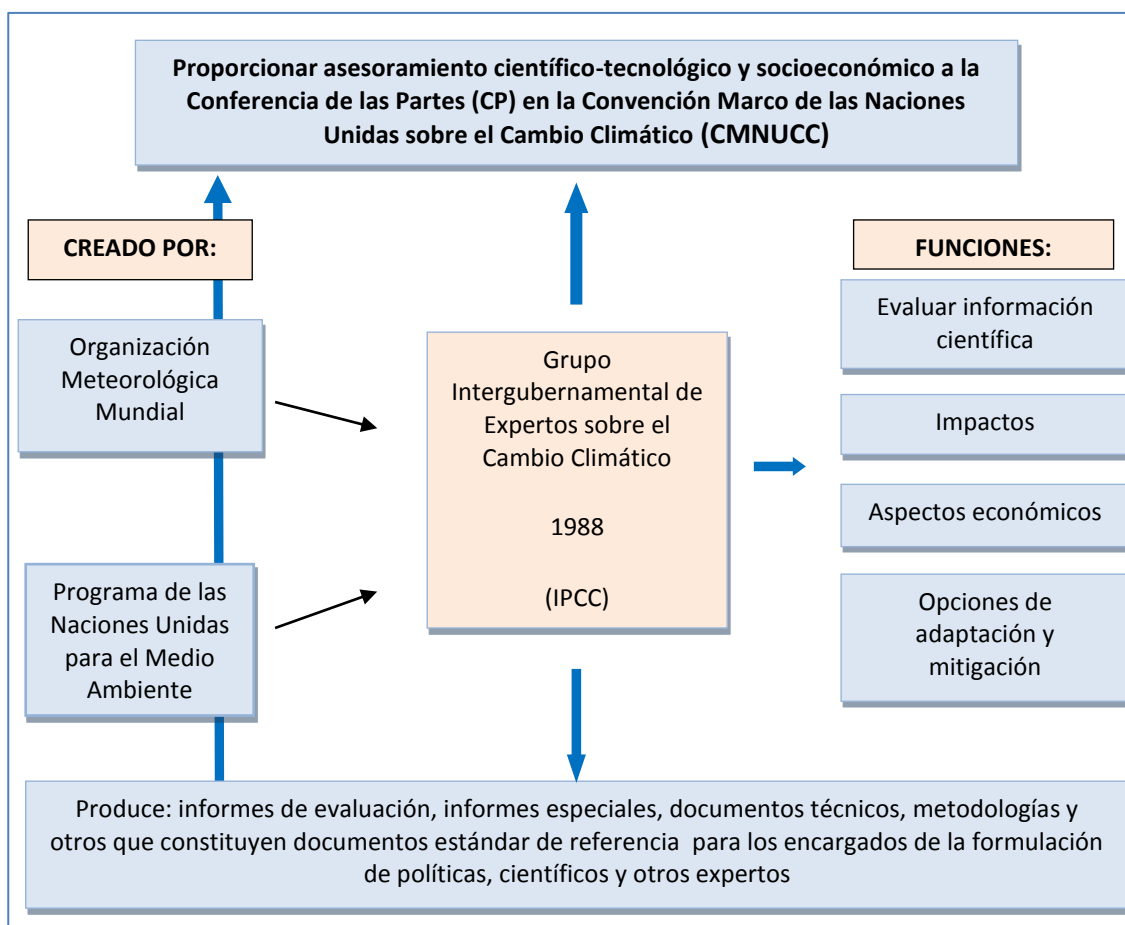 Proporcionar asesoramiento científico-tecnológico y socioeconómico a la
Conferencia de las Partes (CP) en la Convención Marco de las Naciones
Unidas sobre el Cambio Climático (CMNUCC)
CREADO POR:
Organización
Meteorológica
Mundial
Programa de las
Naciones Unidas
para el Medio
Ambiente
Grupo
Intergubernamental de
Expertos sobre el
Cambio Climático
1988
(IPCC)
FUNCIONES:
Evaluar información
científica
Impactos
Aspectos económicos
Opciones de
adaptación y
mitigación
Produce: informes de evaluación, informes especiales, documentos técnicos, metodologías y
otros que constituyen documentos estándar de referencia para los encargados de la formulación
de políticas, científicos y otros expertos